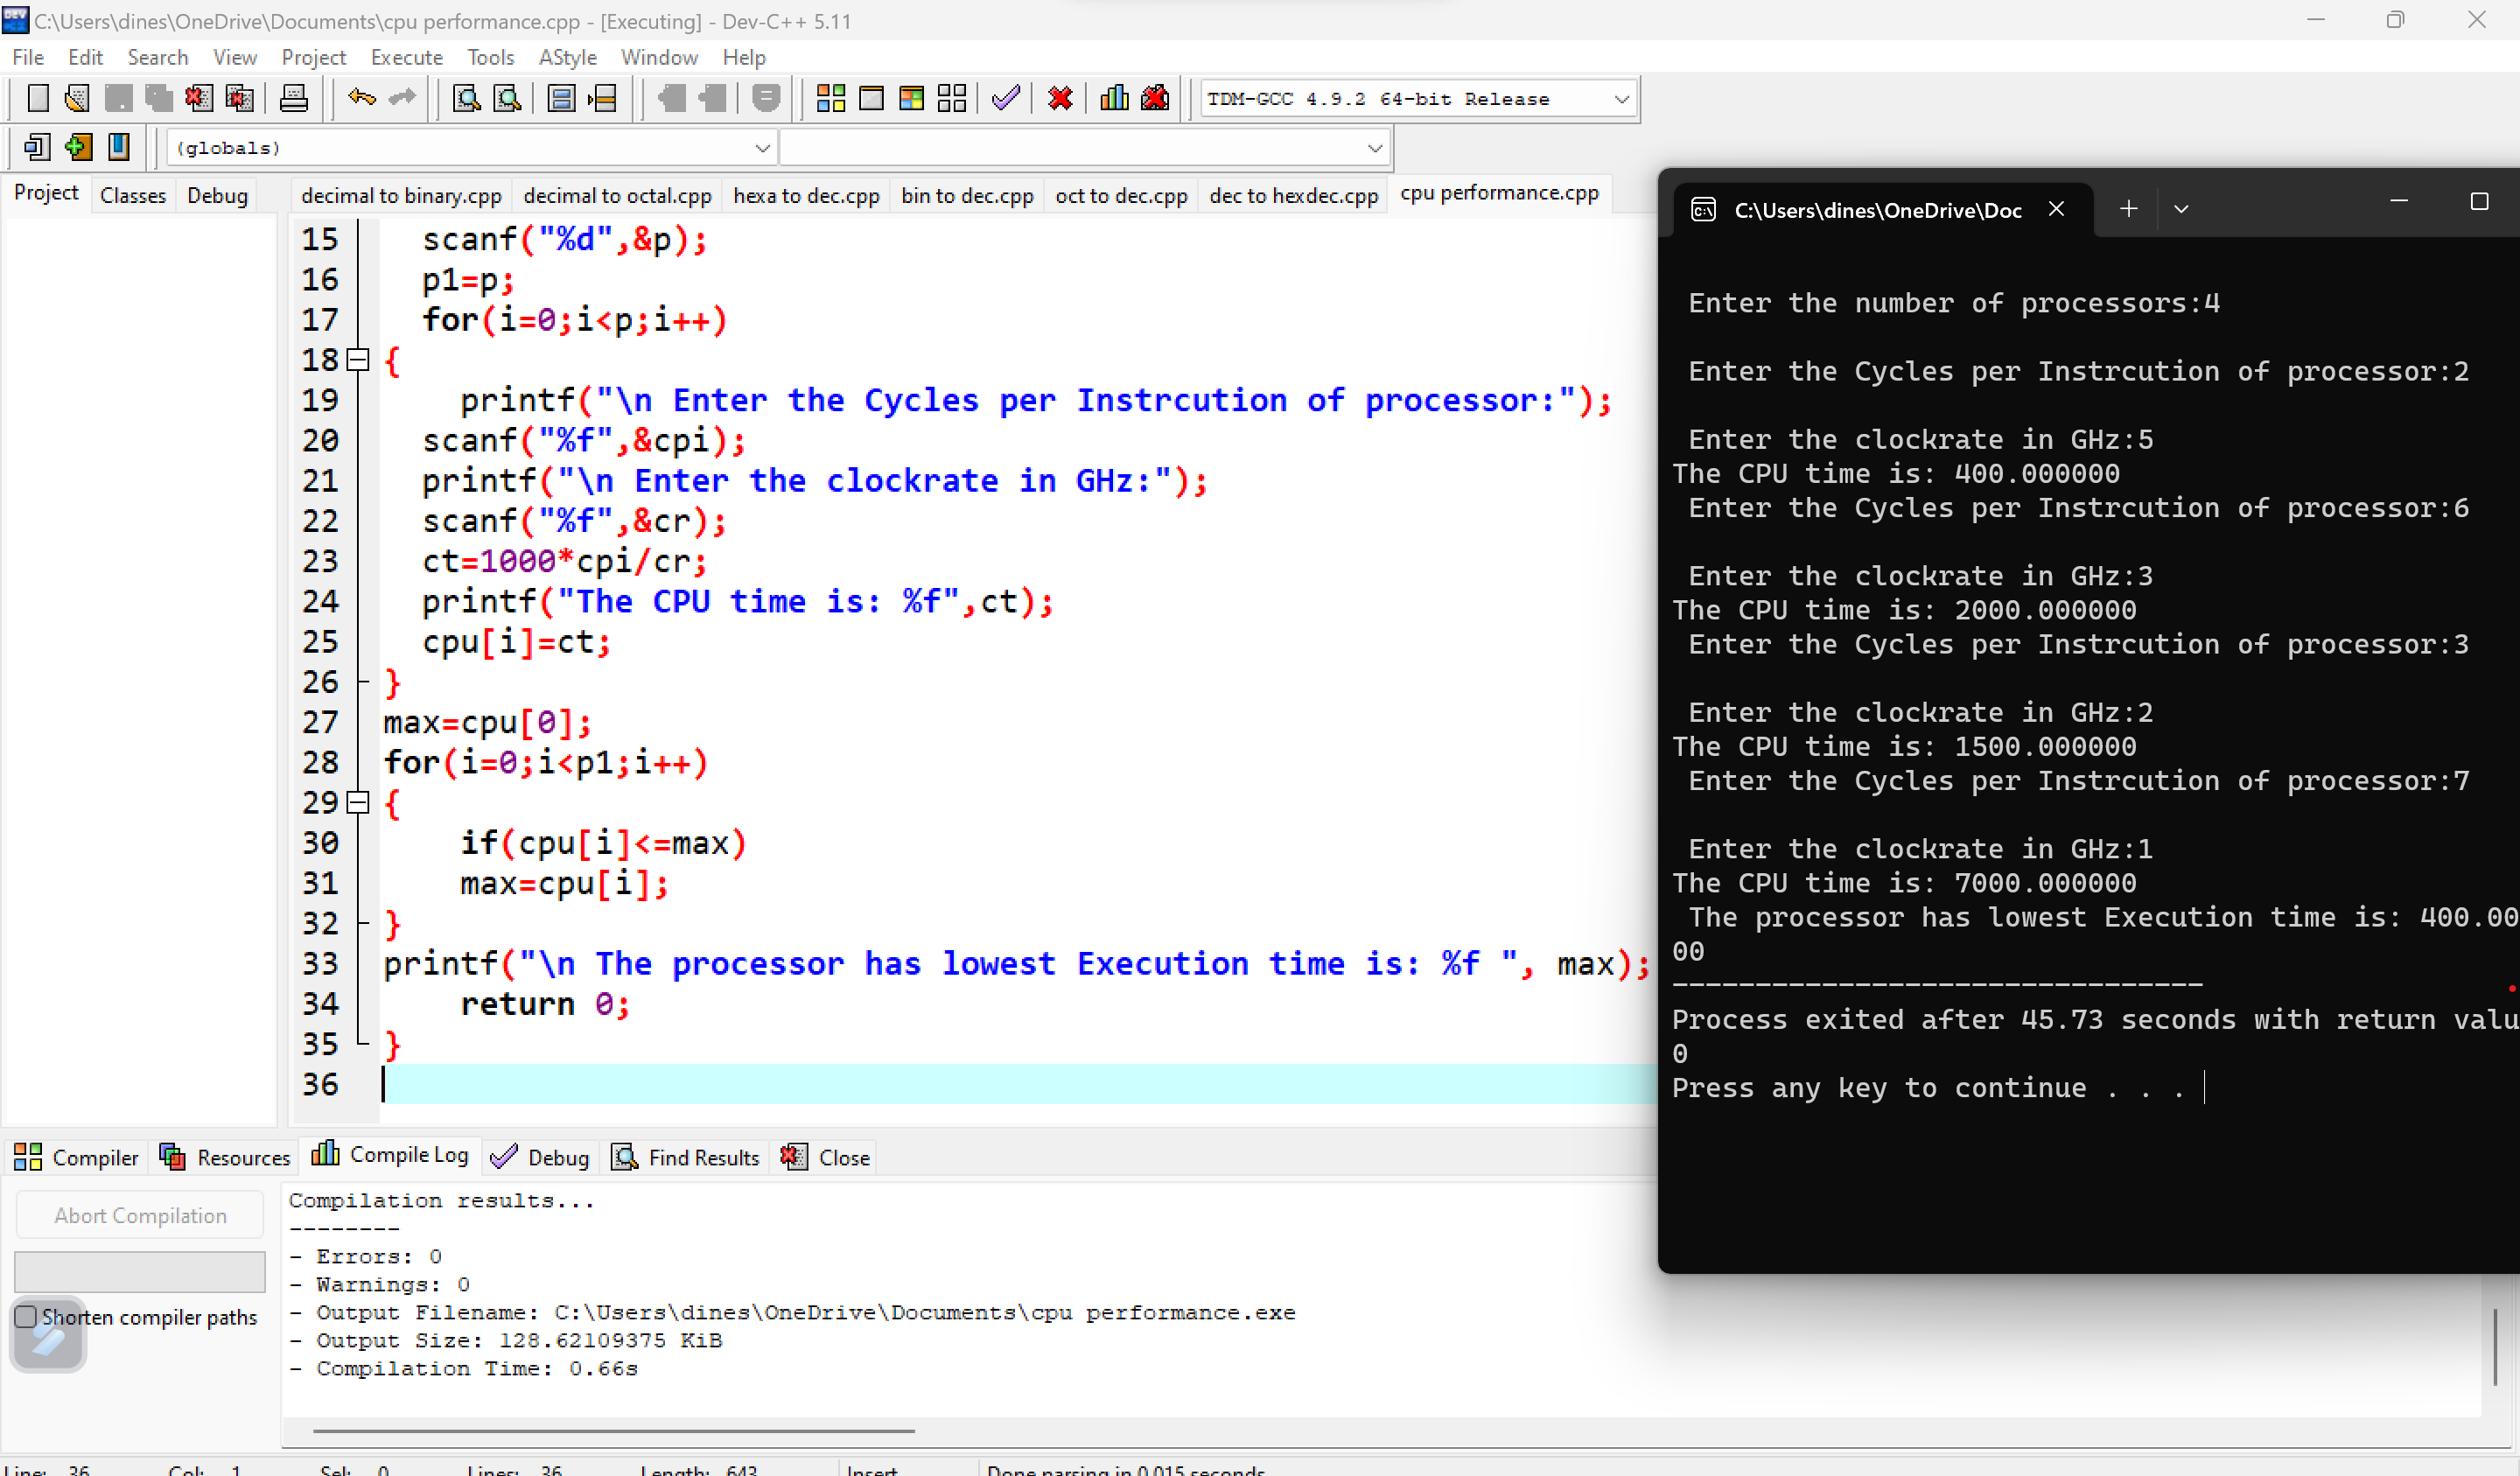 C:\Users\dines\OneDrive\Documents\cpu performance.cpp - [Executing] - Dev-C++ 5.11
File Edit Search View Project Execute Tools AStyle Window Help
TDM-GCC 4.9.2 64-bit Release
(globals)
Project Classes Debug
decimal to binary.cpp decimal to octal.cpp hexa to dec.cpp bin to dec.cpp oct to dec.cpp dec to hexdec.cpp cpu performance.cpp
15 scanf("%d",&p);
16 p1=p;
17 for(i=0;i<p;i++)
18 {
19 printf("\n Enter the Cycles per Instrcution of processor:");
20 scanf("%f",&cpi);
21 printf("\n Enter the clockrate in GHz:");
22 scanf("%f",&cr);
23 ct=1000*cpi/cr;
24 printf("The CPU time is: %f",ct);
25 cpu[i]=ct;
26 }
27 max=cpu[0];
28 for(i=0;i<p1;i++)
29 {
30 if(cpu[i]<=max)
31 max=cpu[i];
32 }
33 printf("\n The processor has lowest Execution time is: %f ", max);
34 return 0;
35 }
36
C:\Users\dines\OneDrive\Doc
Enter the number of processors:4
Enter the Cycles per Instrcution of processor:2
Enter the clockrate in GHz:5
The CPU time is: 400.000000
Enter the Cycles per Instrcution of processor:6
Enter the clockrate in GHz:3
The CPU time is: 2000.000000
Enter the Cycles per Instrcution of processor:3
Enter the clockrate in GHz:2
The CPU time is: 1500.000000
Enter the Cycles per Instrcution of processor:7
Enter the clockrate in GHz:1
The CPU time is: 7000.000000
The processor has lowest Execution time is: 400.00
00
--------------------------------
Process exited after 45.73 seconds with return valu
0
Press any key to continue . . .
Compiler Resources Compile Log Debug Find Results Close
Abort Compilation
Shorten compiler paths
Compilation results...
--------
- Errors: 0
- Warnings: 0
- Output Filename: C:\Users\dines\OneDrive\Documents\cpu performance.exe
- Output Size: 128.62109375 KiB
- Compilation Time: 0.66s
Line: 36 Col: 1 Sel: 0 Lines: 36 Length: 643 Insert Done parsing in 0.015 seconds